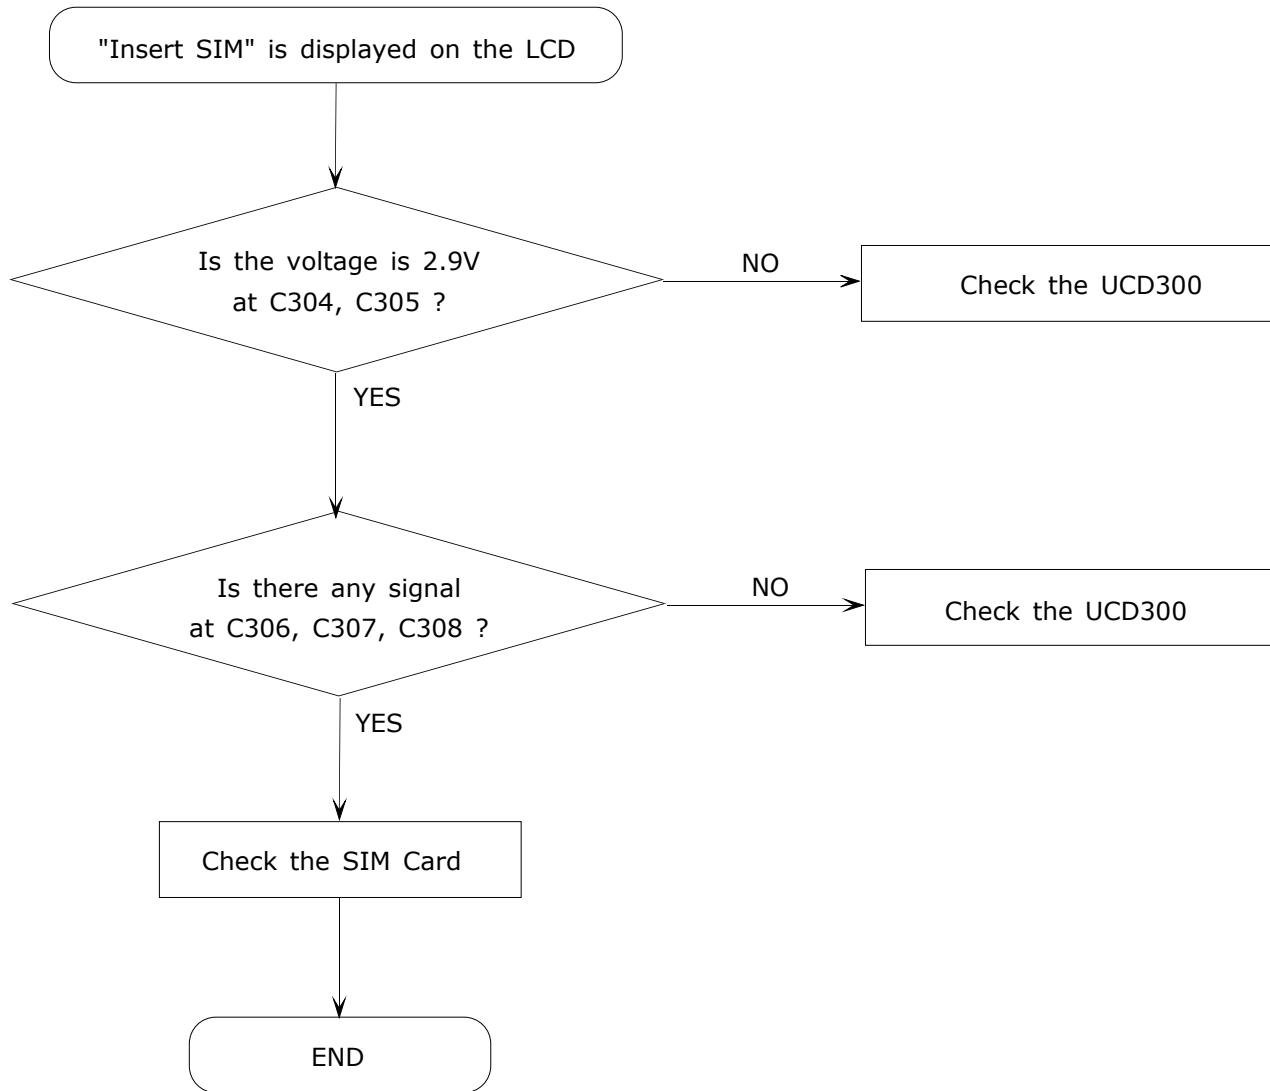 "Insert SIM" is displayed on the LCD
Is the voltage is 2.9V
at C304, C305 ?
NO
Check the UCD300
YES
Is there any signal
at C306, C307, C308 ?
NO
Check the UCD300
YES
Check the SIM Card
END